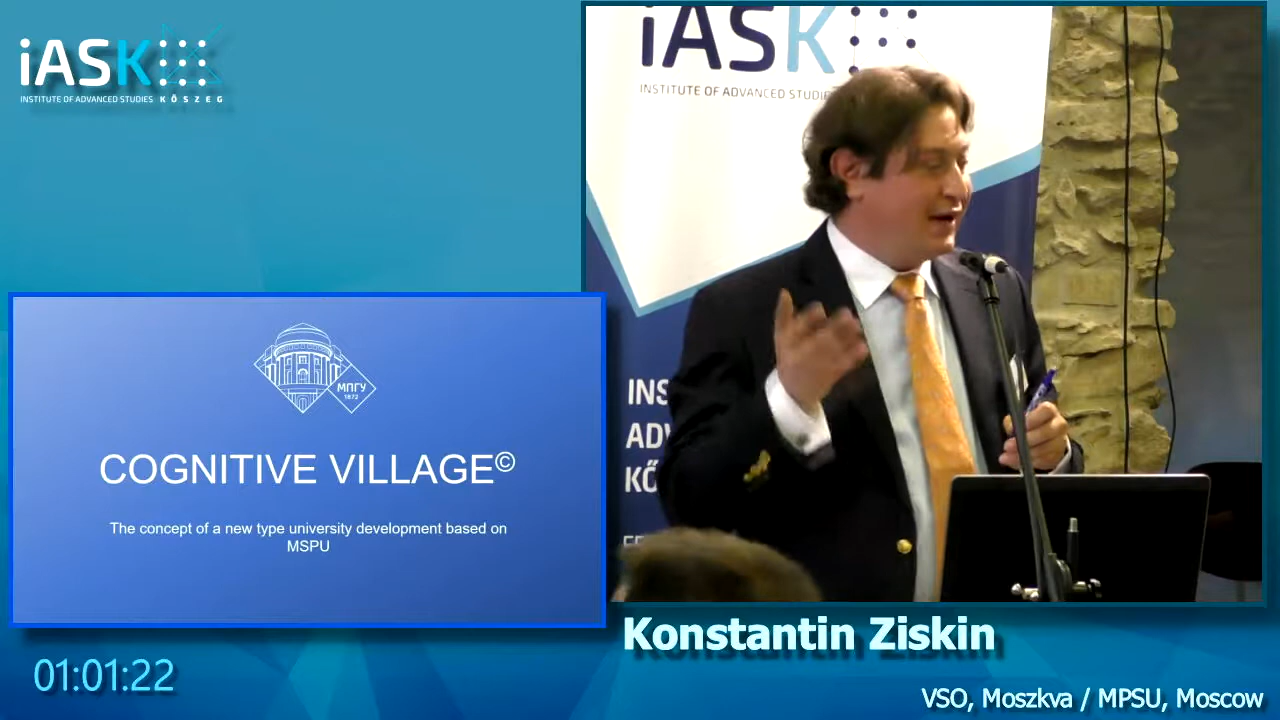 iASK
INSTITUTE OF ADVANCED STUDIES KŐSZEG
iASK
INSTITUTE OF ADVANCED STUDIE
МПГУ
1872
COGNITIVE VILLAGE©
The concept of a new type university development based on
MSPU
INS
ADV
KŐ
Konstantin Ziskin
01:01:22
VSO, Moszkva / MPSU, Moscow